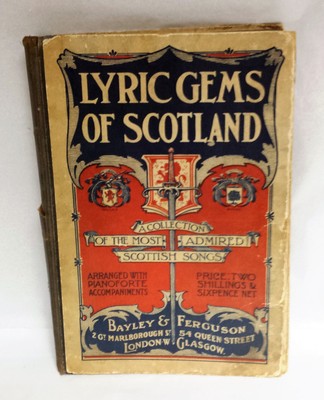 LYRIC GEMS
OF SCOTLAND
A COLLECTION
OF THE MOST ADMIRED
SCOTTISH SONGS
ARRANGED WITH
PIANOFORTE
ACCOMPANIMENTS
PRICE TWO
SHILLINGS &
SIXPENCE NET
BAYLEY & FERGUSON
2 GT MARLBOROUGH ST 54 QUEEN STREET
LONDON·W· GLASGOW.